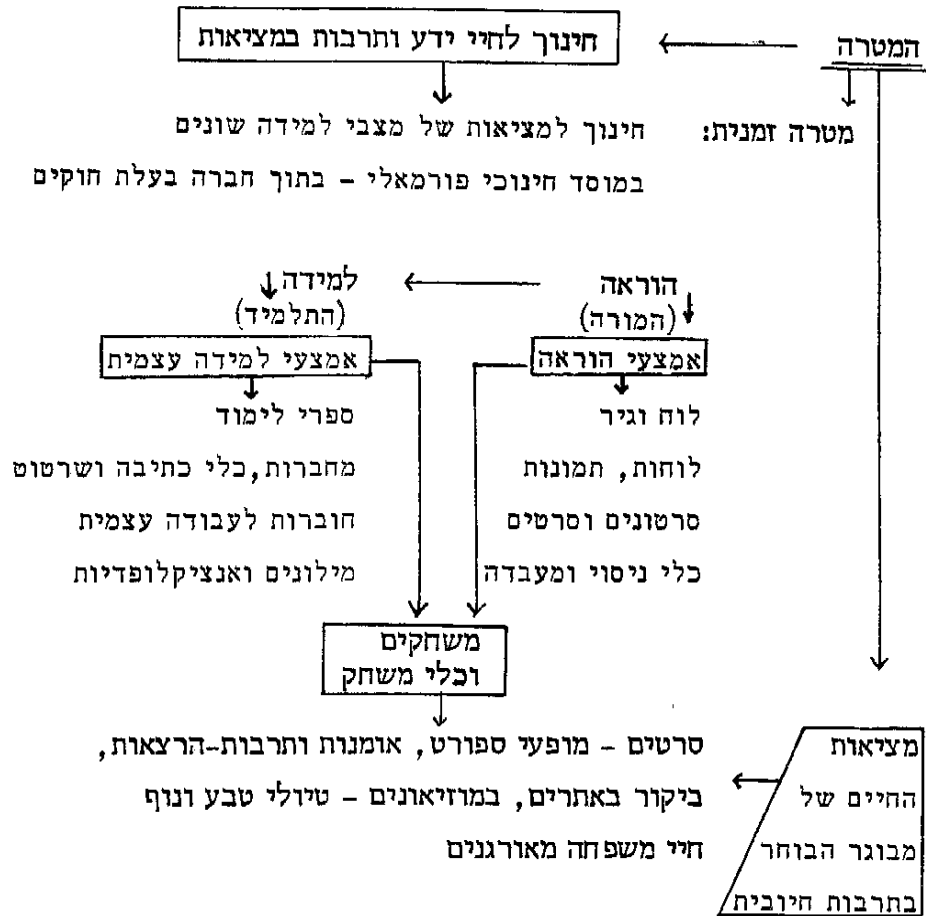 המטרה
חינוך לחיי ידע ותרבות במציאות
מטרה זמנית:
חינוך למציאות של מצבי למידה שונים
במוסד חינוכי פורמאלי - בתוך חברה בעלת חוקים
הוראה
(המורה)
אמצעי הוראה
לוח וגיר
לוחות, תמונות
סרטונים וסרטים
כלי ניסוי ומעבדה
למידה
(התלמיד)
אמצעי למידה עצמית
ספרי לימוד
מחברות, כלי כתיבה ושרטוט
חוברות לעבודה עצמית
מילונים ואנציקלופדיות
משחקים
וכלי משחק
מציאות
החיים של
מבוגר הבוחר
בתרבות חיובית
סרטים - מופעי ספורט, אומנות ותרבות-הרצאות,
ביקור באתרים, במוזיאונים - טיולי טבע ונוף
חיי משפחה מאורגנים